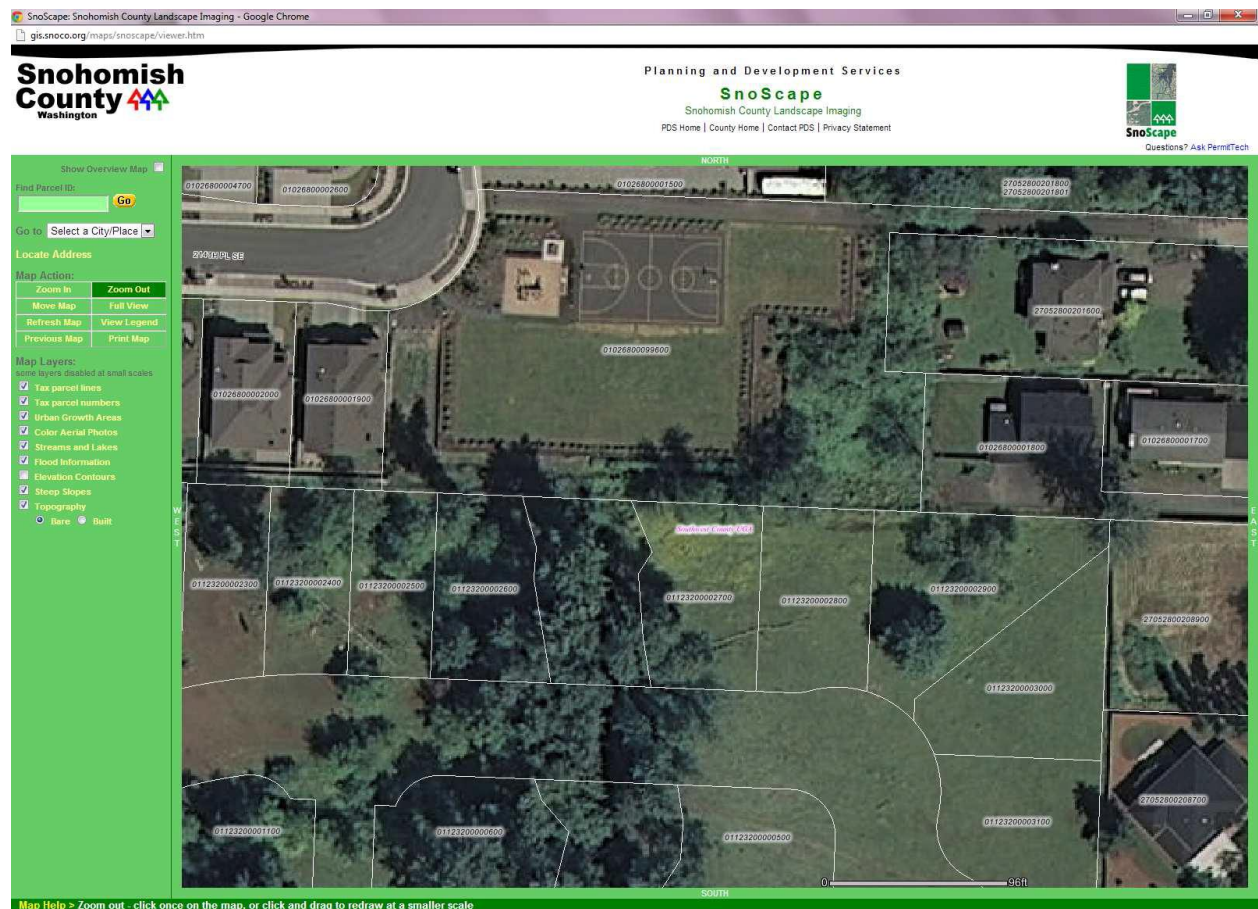 SnoScape: Snohomish County Landscape Imaging - Google Chrome
gis.snoco.org/maps/snoscape/viewer.htm
Snohomish
County
Washington
Planning and Development Services
SnoScape
Snohomish County Landscape Imaging
PDS Home | County Home | Contact PDS | Privacy Statement
SnoScape
Questions? Ask PermitTech
Show Overview Map
Find Parcel ID:
Go
Go to Select a City/Place
Locate Address
Map Action:
Zoom In Zoom Out
Move Map Full View
Refresh Map View Legend
Previous Map Print Map
Map Layers:
some layers disabled at small scales
Tax parcel lines
Tax parcel numbers
Urban Growth Areas
Color Aerial Photos
Streams and Lakes
Flood Information
Elevation Contours
Steep Slopes
Topography
Bare Built
NORTH
WEST
EAST
01026800004700
01026800002600
01026800001500
27052800201800
27052800201801
214TH PL SE
27052800201600
01026800099600
01026800002000
01026800001900
01026800001800
01026800001700
Southwest County UGA
01123200002300
01123200002400
01123200002500
01123200002600
01123200002700
01123200002800
01123200002900
27052800208900
01123200003000
27052800208700
01123200001100
01123200000600
01123200000500
01123200003100
0 96ft
SOUTH
Map Help > Zoom out - click once on the map, or click and drag to redraw at a smaller scale